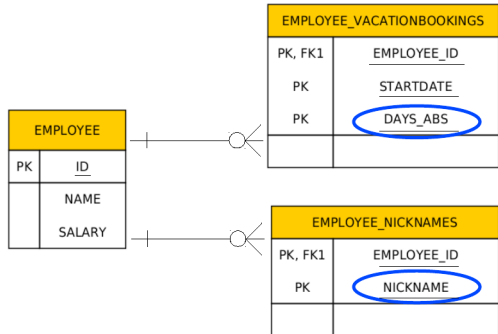 EMPLOYEE_VACATIONBOOKINGS
PK, FK1 EMPLOYEE_ID
PK STARTDATE
PK DAYS_ABS
EMPLOYEE
PK ID
NAME
SALARY
EMPLOYEE_NICKNAMES
PK, FK1 EMPLOYEE_ID
PK NICKNAME